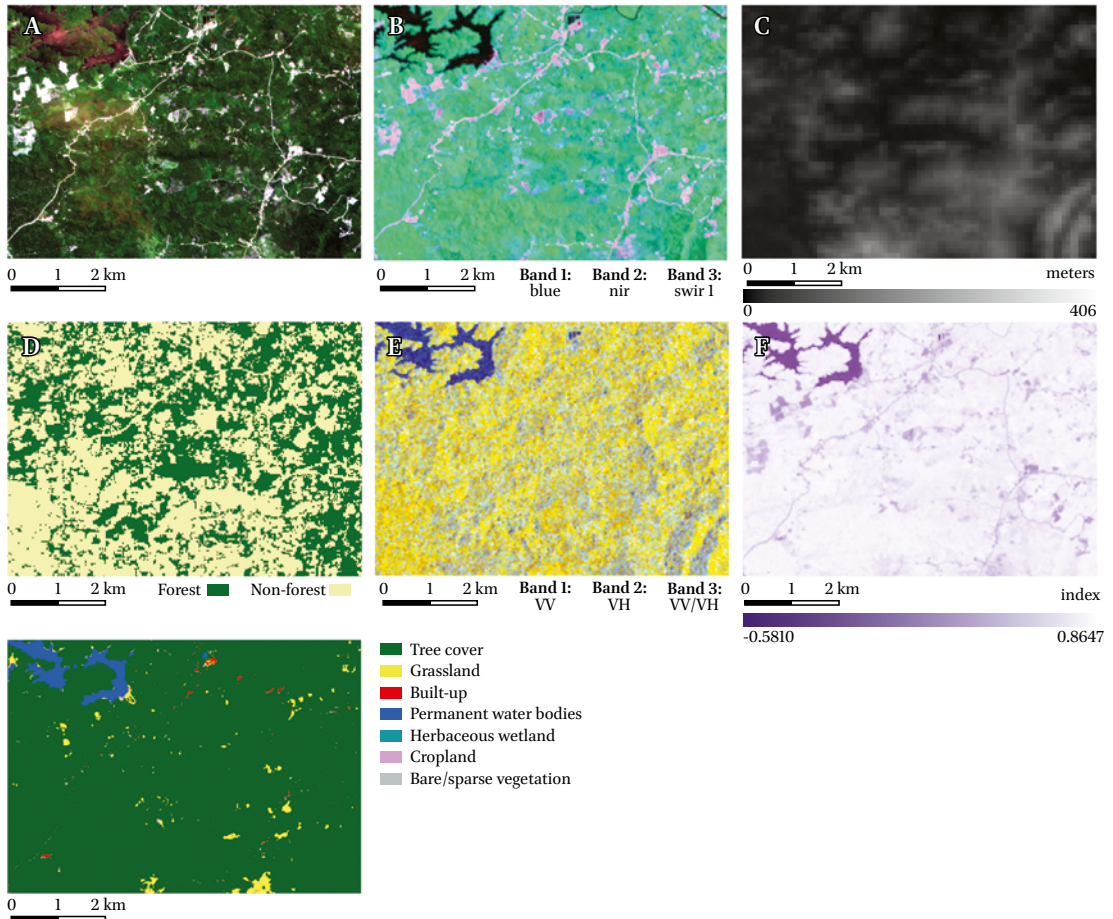 A
B
C
0 1 2 km
0 1 2 km
Band 1: Band 2: Band 3:
blue nir swir 1
0 1 2 km
meters
0 406
D
E
F
0 1 2 km
Forest Non-forest
0 1 2 km
Band 1: Band 2: Band 3:
VV VH VV/VH
0 1 2 km
index
-0.5810 0.8647
Tree cover
Grassland
Built-up
Permanent water bodies
Herbaceous wetland
Cropland
Bare/sparse vegetation
0 1 2 km